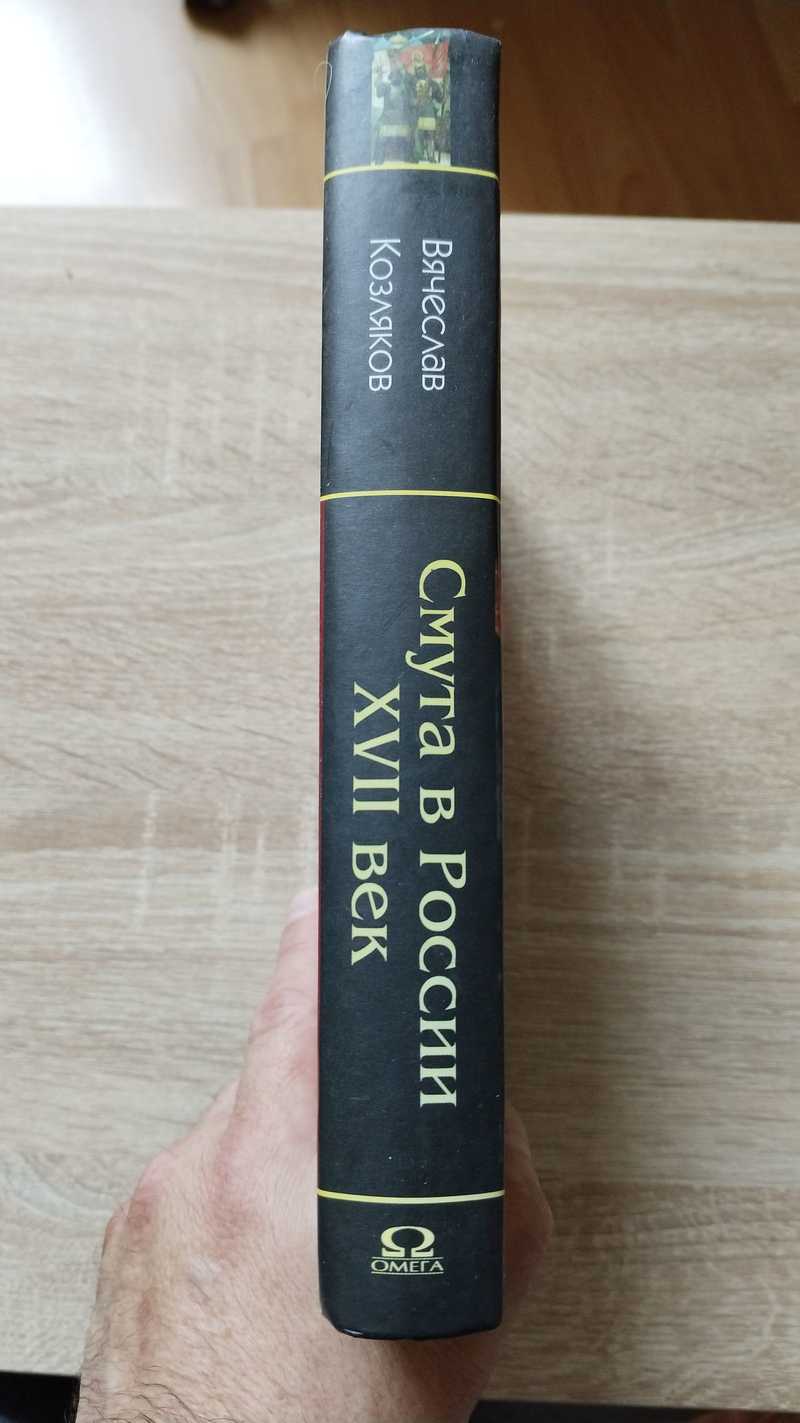 Вячеслав
Козляков
Смута в России
XVII век
Ω
ОМЕГА